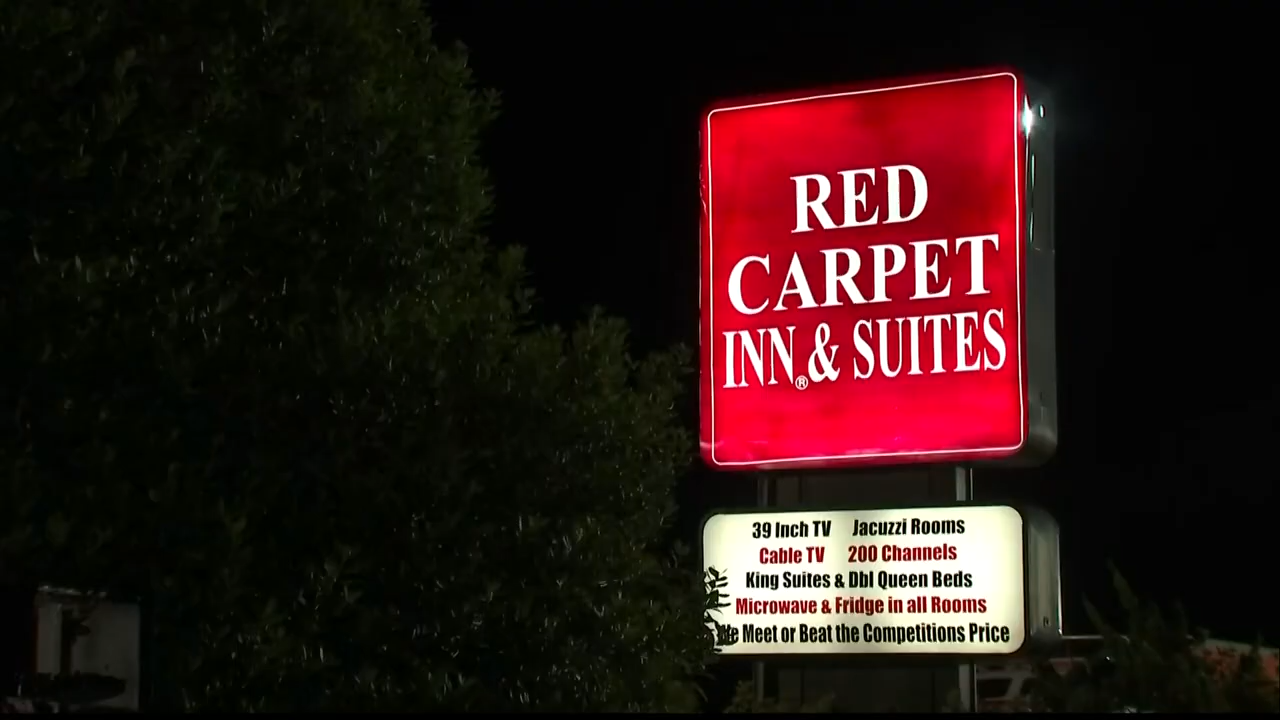 RED
CARPET
INN® & SUITES
39 Inch TV Jacuzzi Rooms
Cable TV 200 Channels
King Suites & Dbl Queen Beds
Microwave & Fridge in all Rooms
We Meet or Beat the Competitions Price